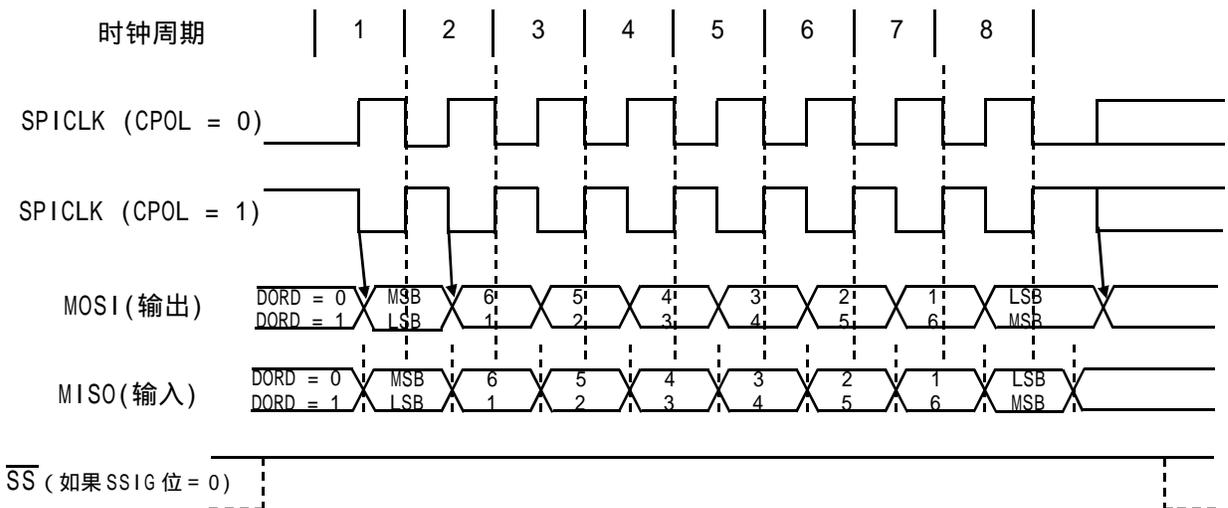 时钟周期 1 2 3 4 5 6 7 8
SPICLK (CPOL = 0)
SPICLK (CPOL = 1)
MOSI(输出)
DORD = 0 MSB 6 5 4 3 2 1 LSB
DORD = 1 LSB 1 2 3 4 5 6 MSB
MISO(输入)
DORD = 0 MSB 6 5 4 3 2 1 LSB
DORD = 1 LSB 1 2 3 4 5 6 MSB
SS (如果SSIG位=0)